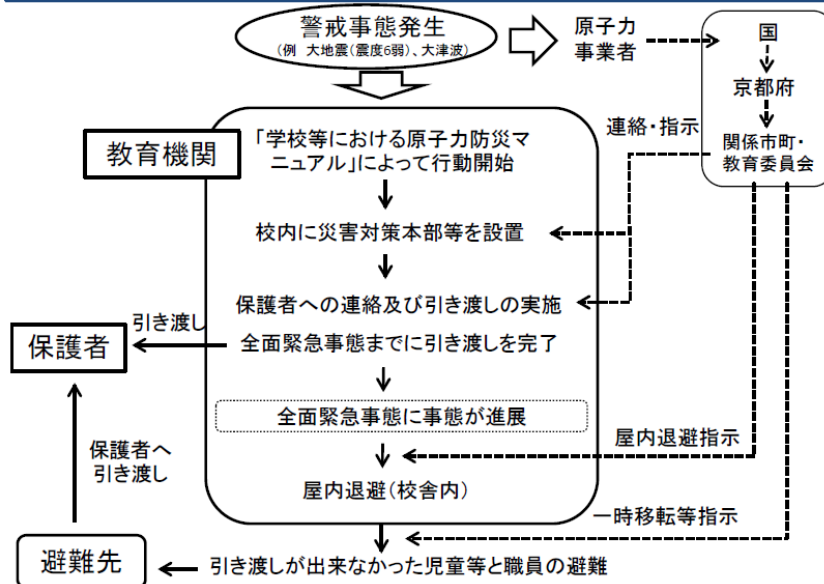 警戒事態発生
(例 大地震(震度6弱)、大津波)
原子力
事業者
国
京都府
関係市町・
教育委員会
連絡・指示
教育機関
「学校等における原子力防災マ
ニュアル」によって行動開始
校内に災害対策本部等を設置
保護者への連絡及び引き渡しの実施
全面緊急事態までに引き渡しを完了
引き渡し
保護者
全面緊急事態に事態が進展
屋内退避指示
保護者へ
引き渡し
屋内退避(校舎内)
一時移転等指示
避難先
引き渡しが出来なかった児童等と職員の避難